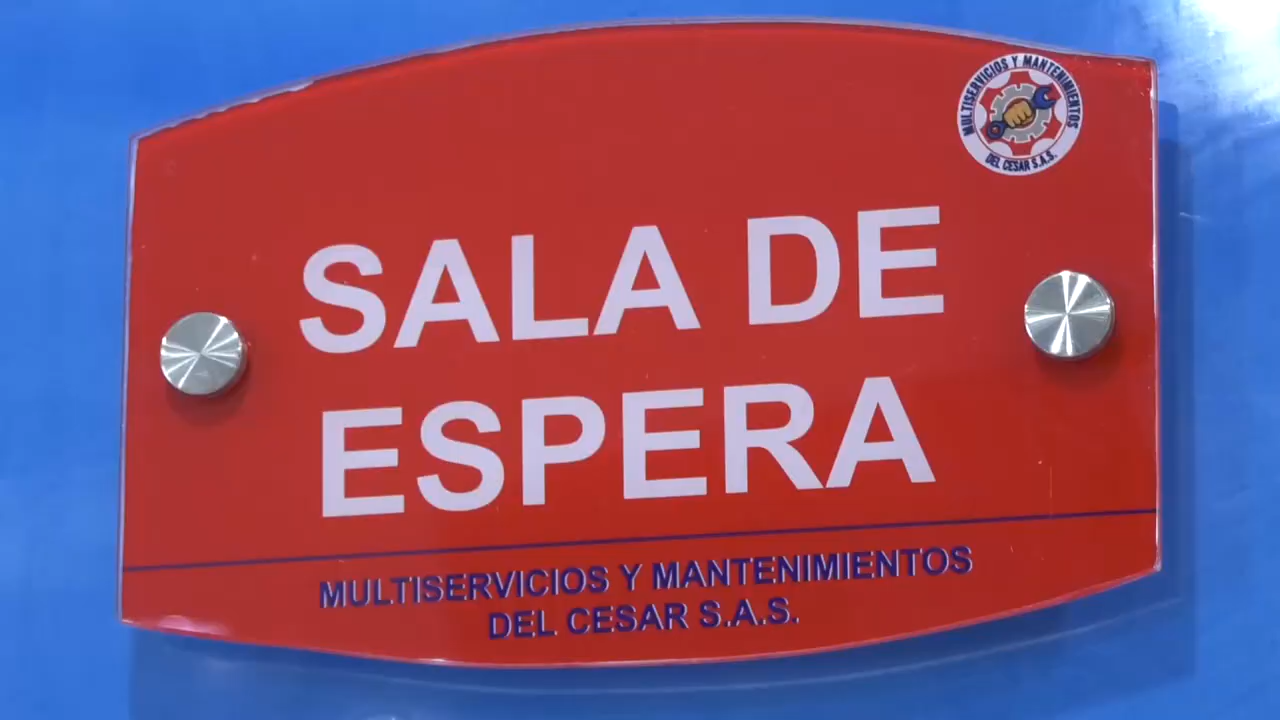 MULTISERVICIOS Y MANTENIMIENTOS
DEL CESAR S.A.S.
SALA DE
ESPERA
MULTISERVICIOS Y MANTENIMIENTOS
DEL CESAR S.A.S.